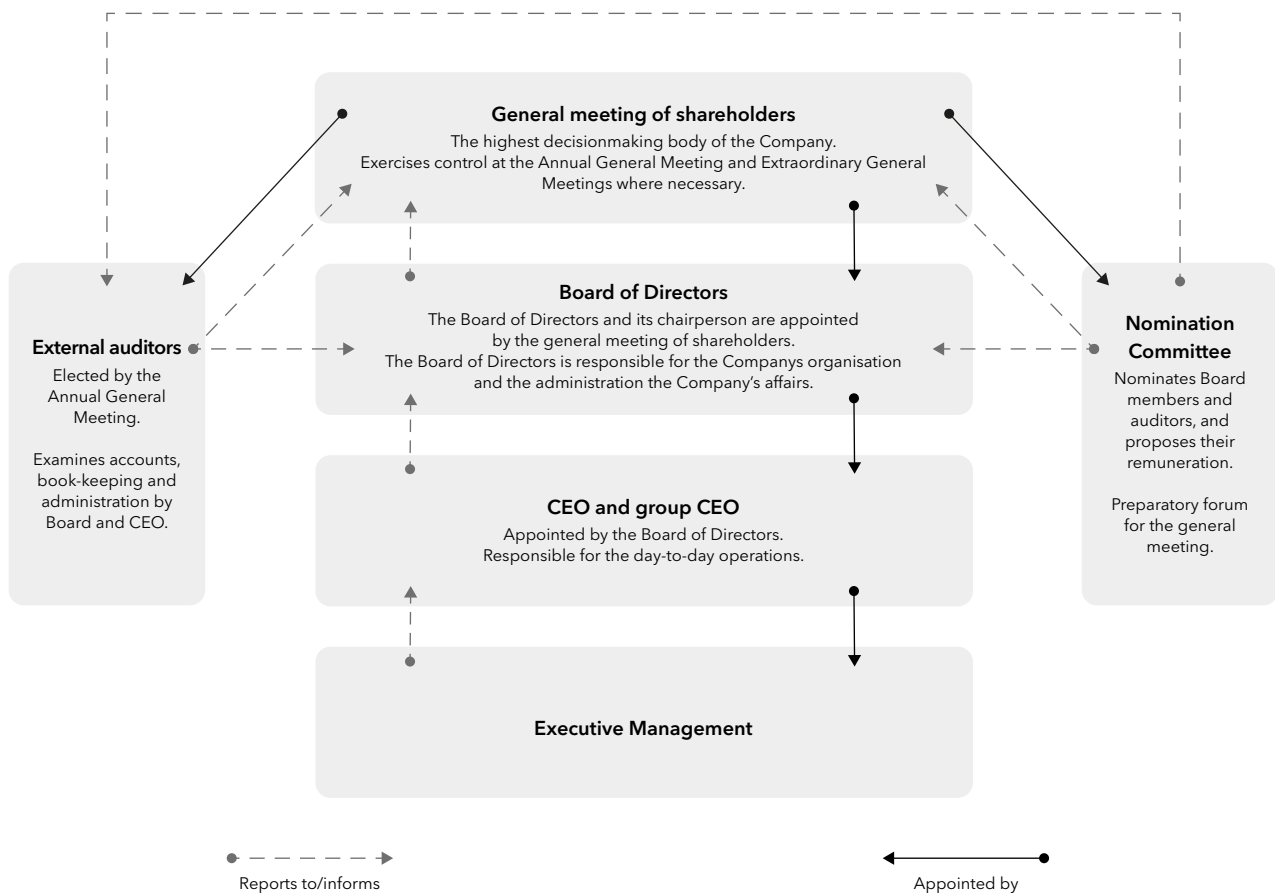 General meeting of shareholders
The highest decisionmaking body of the Company.
Exercises control at the Annual General Meeting and Extraordinary General
Meetings where necessary.
Board of Directors
The Board of Directors and its chairperson are appointed
by the general meeting of shareholders.
The Board of Directors is responsible for the Companys organisation
and the administration the Company’s affairs.
External auditors
Elected by the
Annual General
Meeting.
Examines accounts,
book-keeping and
administration by
Board and CEO.
Nomination
Committee
Nominates Board
members and
auditors, and
proposes their
remuneration.
Preparatory forum
for the general
meeting.
CEO and group CEO
Appointed by the Board of Directors.
Responsible for the day-to-day operations.
Executive Management
Reports to/informs
Appointed by